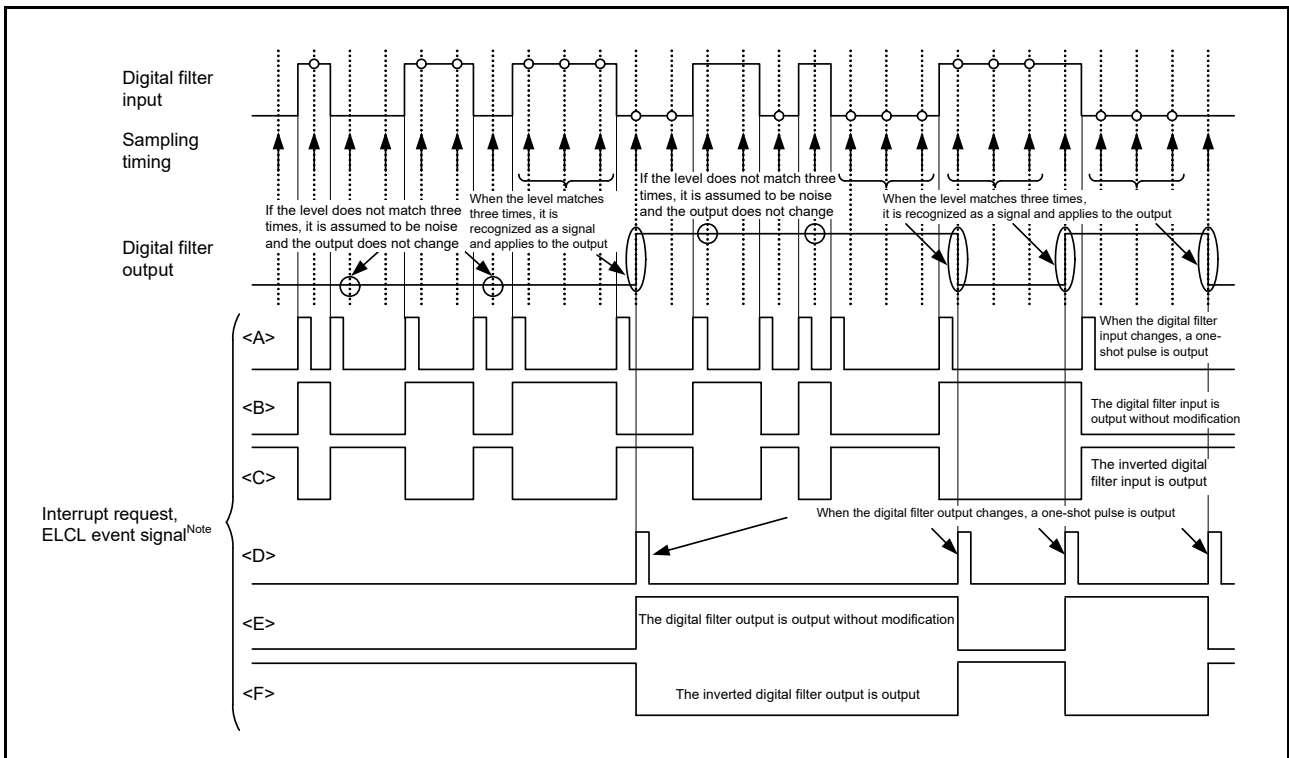 Digital filter
input
Sampling
timing
If the level does not match three
times, it is assumed to be noise
and the output does not change
When the level matches
three times, it is
recognized as a signal
and applies to the output
If the level does not match three
times, it is assumed to be noise
and the output does not change
When the level matches three times,
it is recognized as a signal and applies to the output
Digital filter
output
<A>
When the digital filter
input changes, a one-
shot pulse is output
<B>
The digital filter input is
output without modification
<C>
The inverted digital
filter input is output
Interrupt request,
ELCL event signalNote
When the digital filter output changes, a one-shot pulse is output
<D>
<E>
The digital filter output is output without modification
<F>
The inverted digital filter output is output